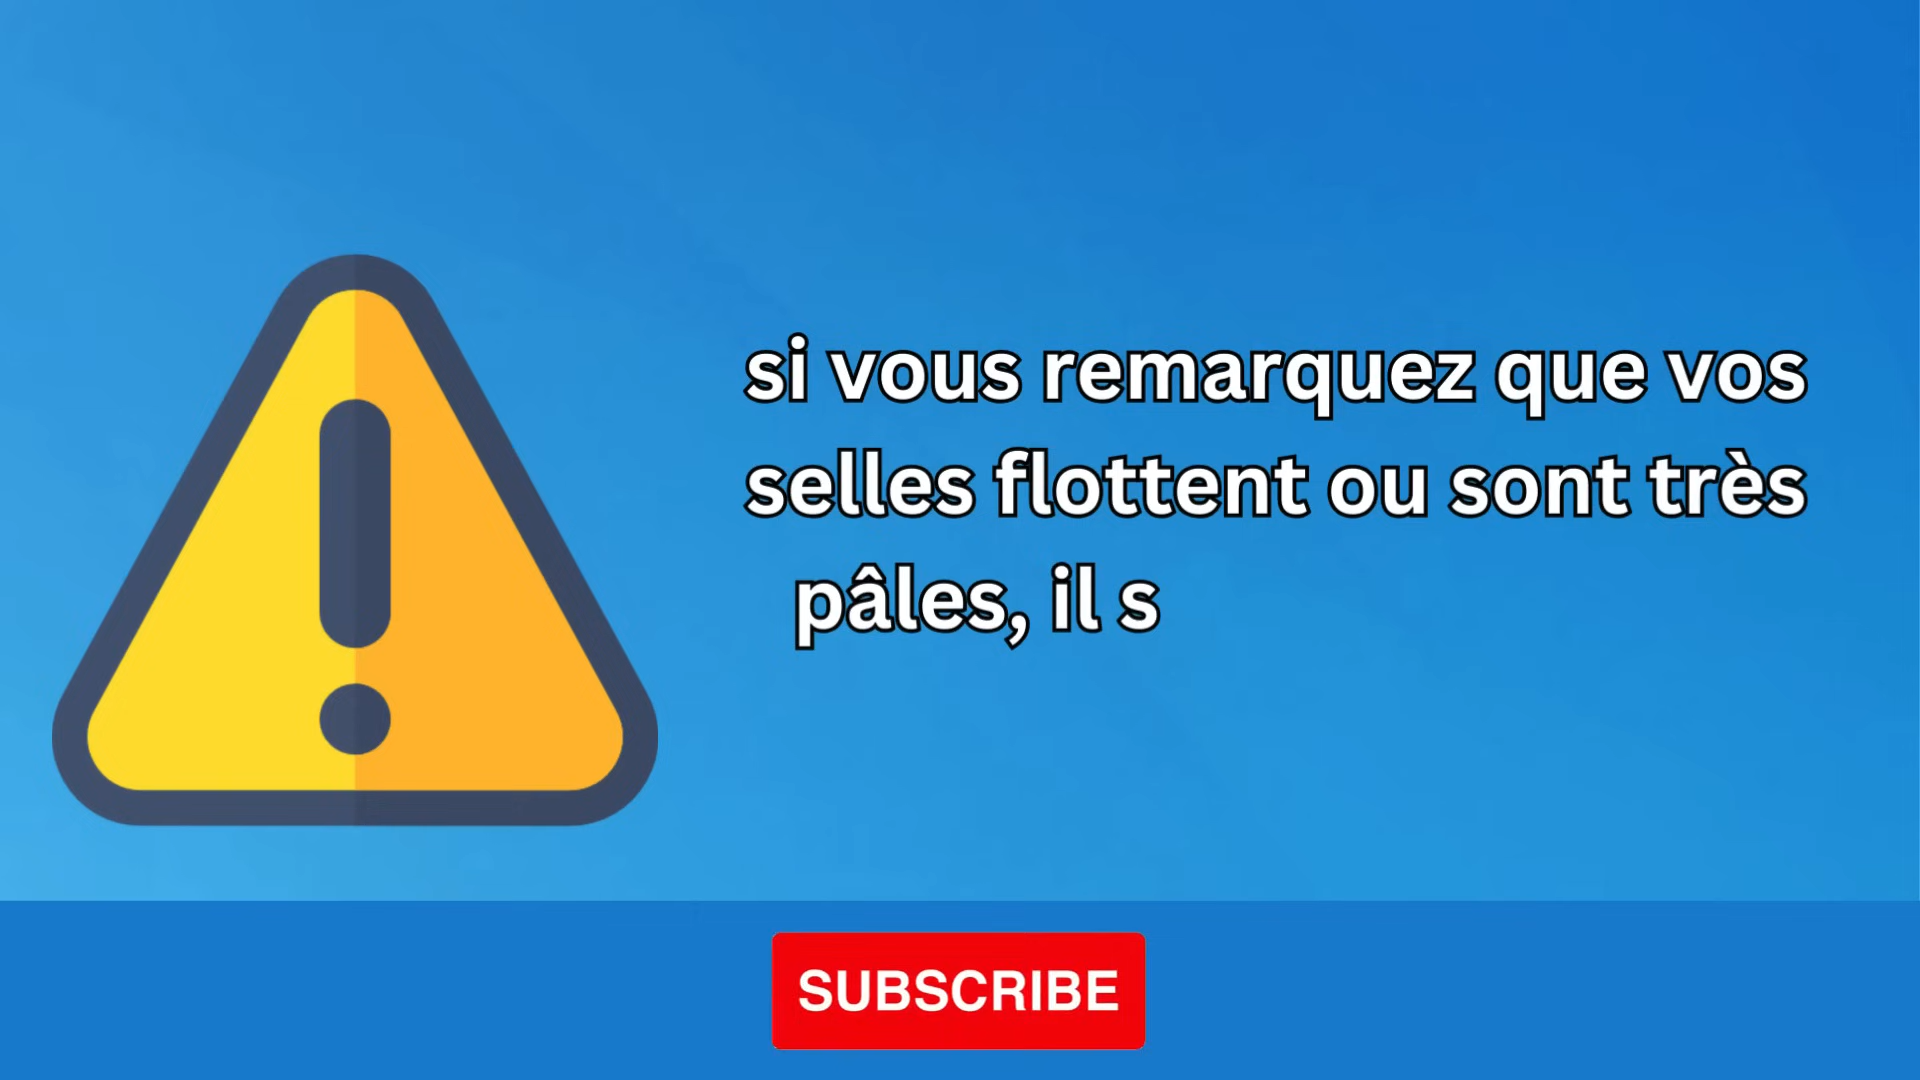 si vous remarquez que vos
selles flottent ou sont très
pâles, il s
SUBSCRIBE